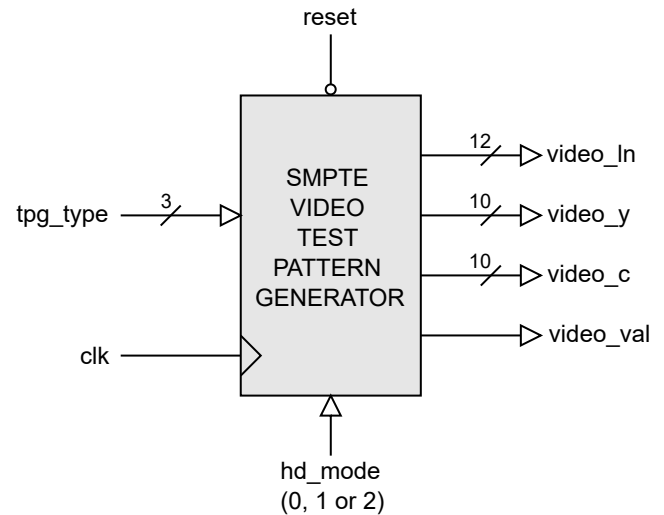 reset
12
video_ln
SMPTE
VIDEO
TEST
PATTERN
GENERATOR
tpg_type
3
10
video_y
10
video_c
video_val
clk
hd_mode
(0, 1 or 2)